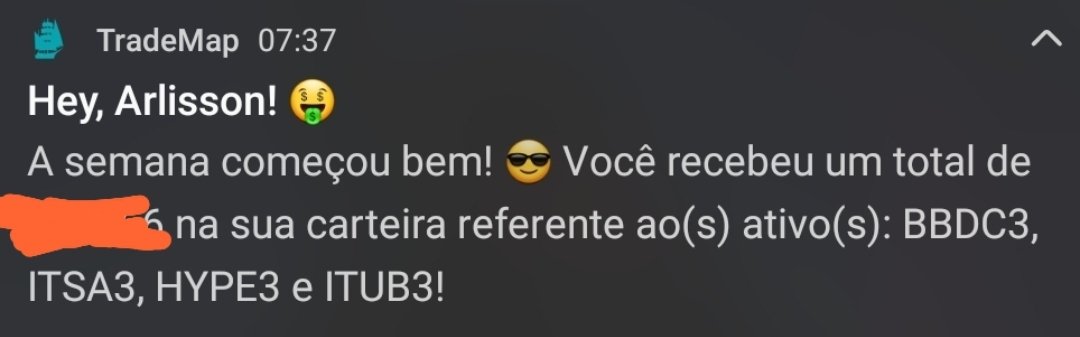 TradeMap 07:37
Hey, Arlisson! 🤑
A semana começou bem! 😎 Você recebeu um total de
6 na sua carteira referente ao(s) ativo(s): BBDC3,
ITSA3, HYPE3 e ITUB3!